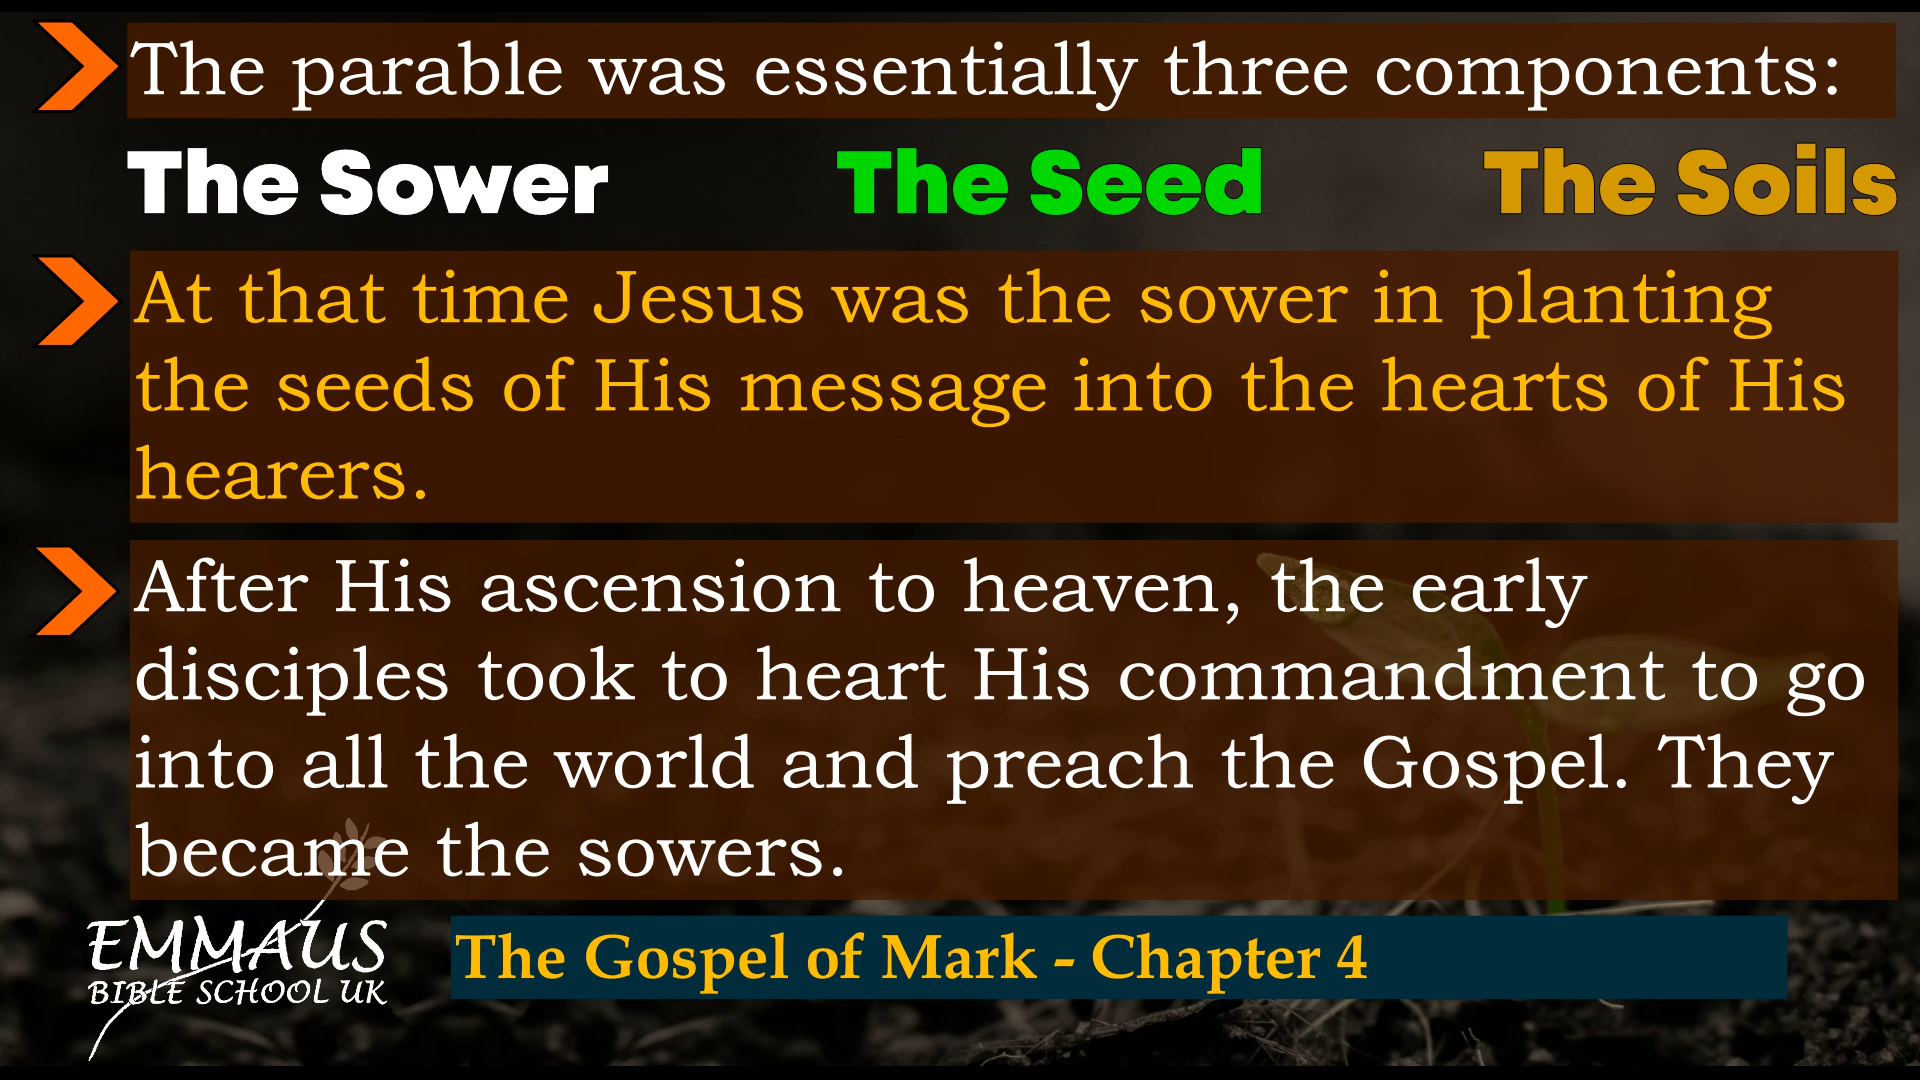 The parable was essentially three components:
The Sower The Seed The Soils
At that time Jesus was the sower in planting
the seeds of His message into the hearts of His
hearers.
After His ascension to heaven, the early
disciples took to heart His commandment to go
into all the world and preach the Gospel. They
became the sowers.
EMMAUS
BIBLE SCHOOL UK
The Gospel of Mark - Chapter 4